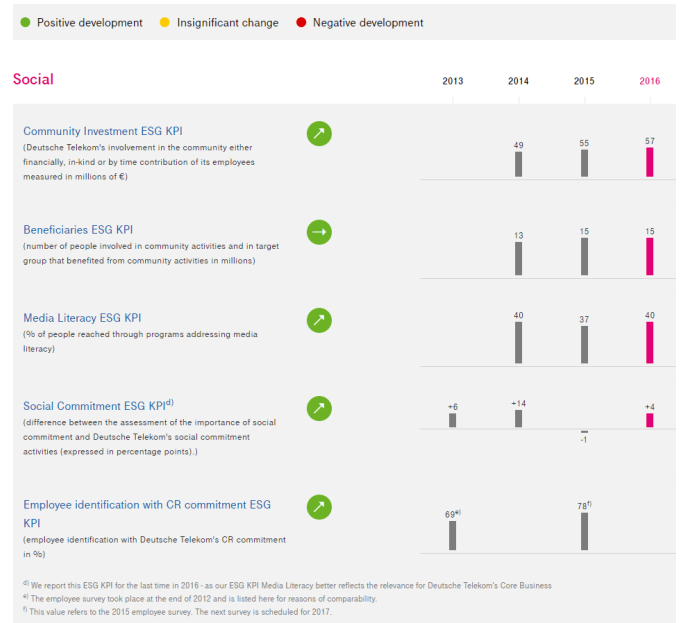 Positive development Insignificant change Negative development
Social 2013 2014 2015 2016
Community Investment ESG KPI
(Deutsche Telekom's involvement in the community either
financially, in-kind or by time contribution of its employees
measured in millions of €)
49 55 57
Beneficiaries ESG KPI
(number of people involved in community activities and in target
group that benefited from community activities in millions)
13 15 15
Media Literacy ESG KPI
(% of people reached through programs addressing media
literacy)
40 37 40
Social Commitment ESG KPI d)
(difference between the assessment of the importance of social
commitment and Deutsche Telekom's social commitment
activities (expressed in percentage points).)
+6 +14 -1 +4
Employee identification with CR commitment ESG
KPI
(employee identification with Deutsche Telekom's CR commitment
in %)
69 e) 78 f)
d) We report this ESG KPI for the last time in 2016 - as our ESG KPI Media Literacy better reflects the relevance for Deutsche Telekom's Core Business
e) The employee survey took place at the end of 2012 and is listed here for reasons of comparability.
f) This value refers to the 2015 employee survey. The next survey is scheduled for 2017.